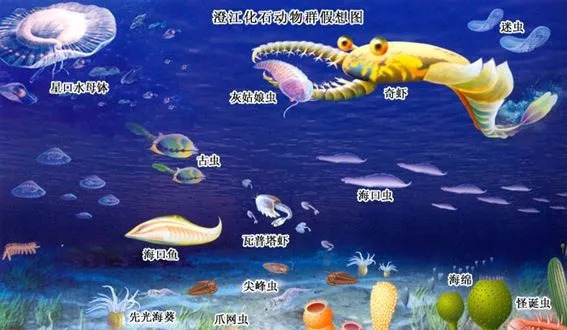 澄江化石动物群假想图
迷虫
星口水母钵
灰姑娘虫
奇虾
古虫
海口虫
瓦普塔虾
海口鱼
尖峰虫
海绵
先光海葵
爪网虫
怪诞虫